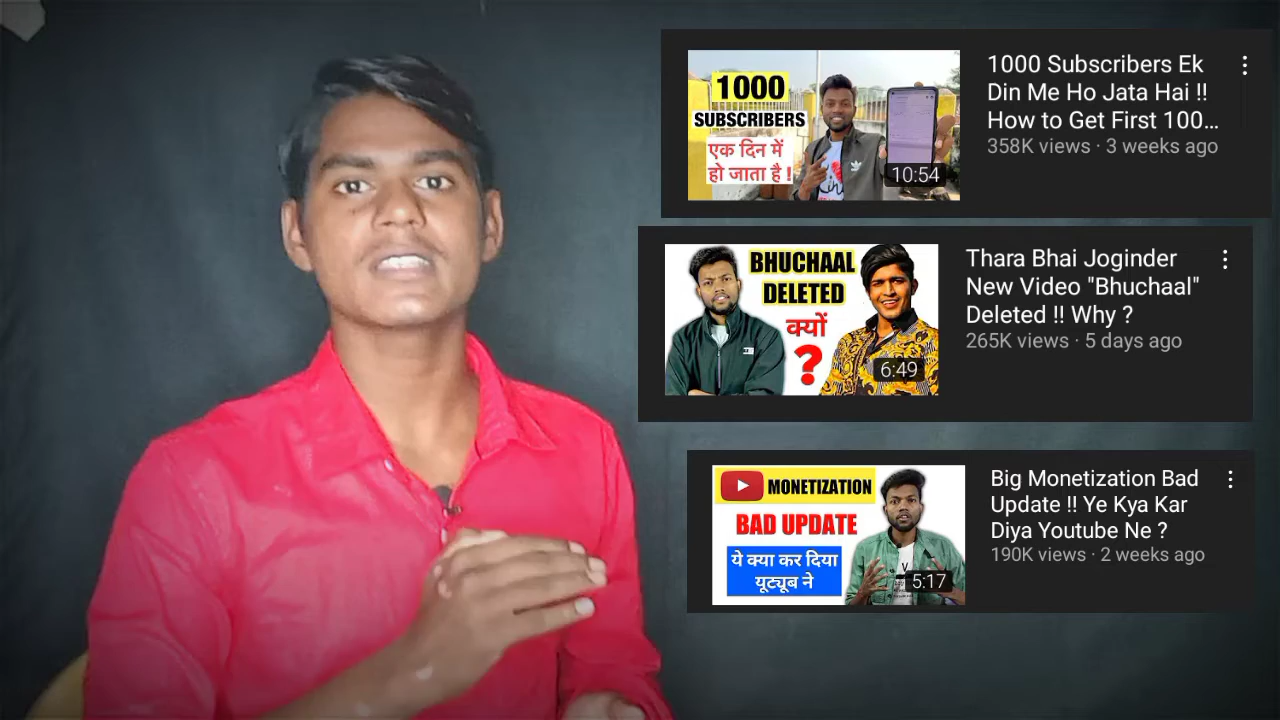 1000
SUBSCRIBERS
एक दिन में
हो जाता है !
10:54
1000 Subscribers Ek
Din Me Ho Jata Hai !!
How to Get First 100...
358K views · 3 weeks ago
BHUCHAAL
DELETED
क्यों
?
6:49
Thara Bhai Joginder
New Video "Bhuchaal"
Deleted !! Why ?
265K views · 5 days ago
MONETIZATION
BAD UPDATE
ये क्या कर दिया
यूट्यूब ने
5:17
Big Monetization Bad
Update !! Ye Kya Kar
Diya Youtube Ne ?
190K views · 2 weeks ago